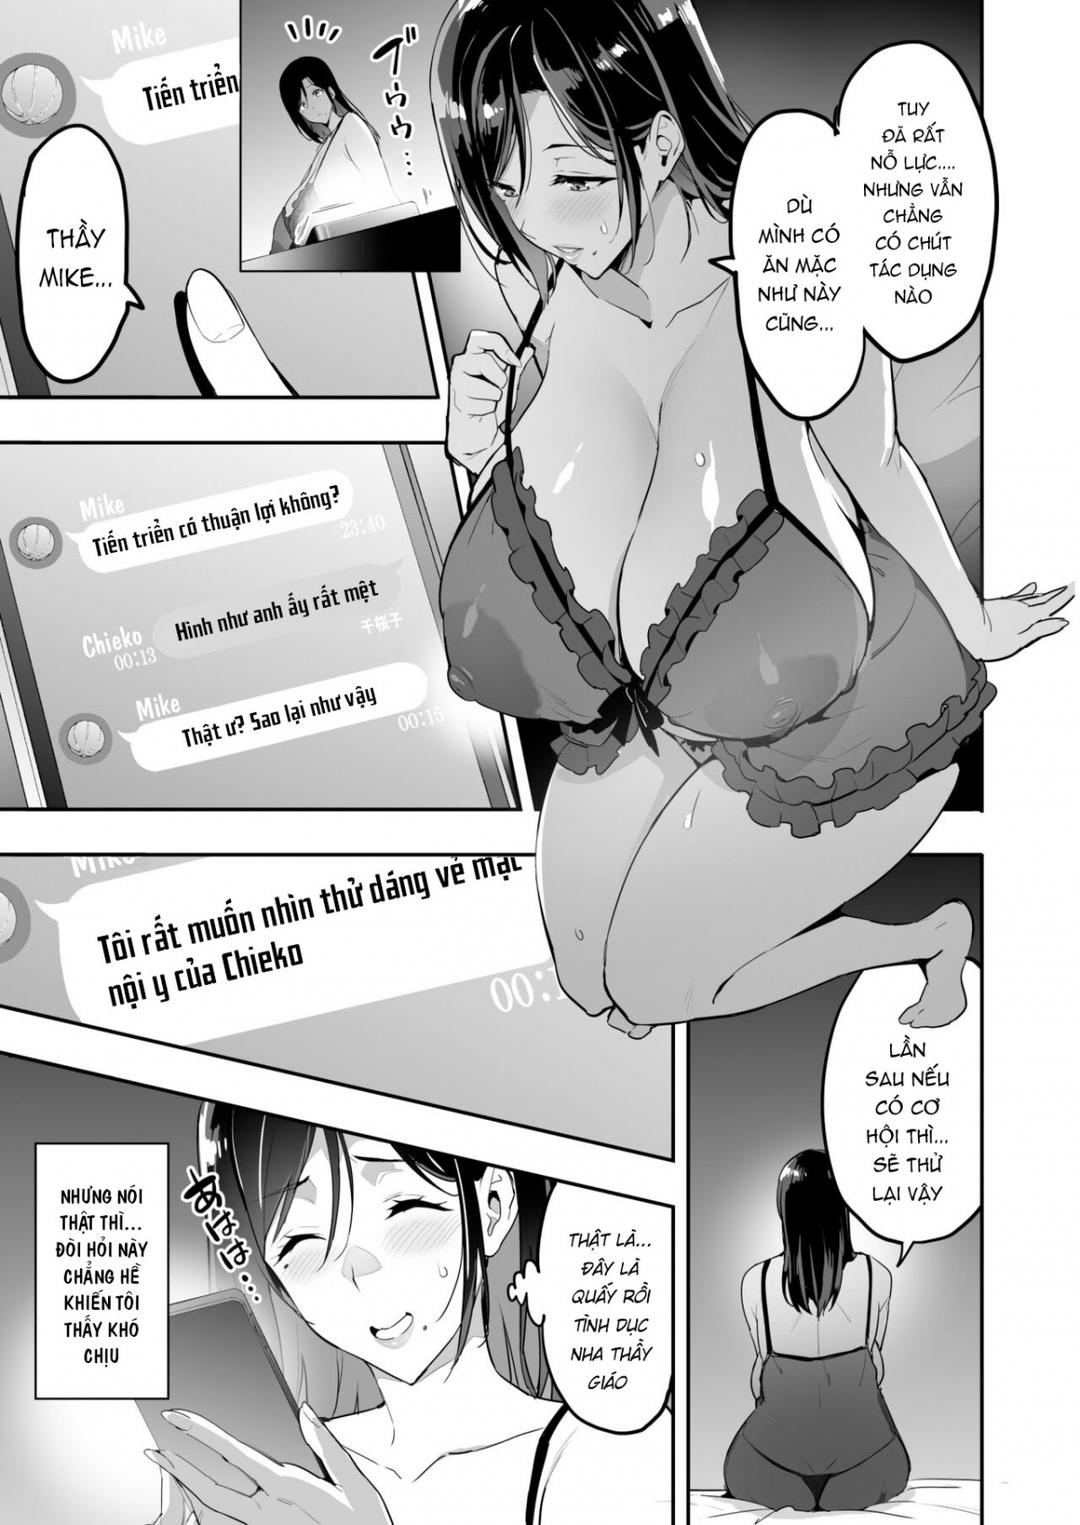 TUY
ĐÃ RẤT
NỖ LỰC....
NHƯNG VẪN
CHẲNG
CÓ CHÚT
TÁC DỤNG
NÀO
DÙ
MÌNH CÓ
ĂN MẶC
NHƯ NÀY
CŨNG...
ブゥゥゥ…
Mike
Tiến triển
THẦY
MIKE...
Mike
Tiến triển có thuận lợi không?
23:40
Hình như anh ấy rất mệt
Chieko
00:13
千桜子
Mike
Thật ư? Sao lại như vậy
00:15
Mike
Tôi rất muốn nhìn thử dáng vẻ mặc
nội y của Chieko
00:1
LẦN
SAU NẾU
CÓ CƠ
HỘI THÌ...
SẼ THỬ
LẠI VẬY
THẬT LÀ...
ĐÂY LÀ
QUẤY RỐI
TÌNH DỤC
NHA THẦY
GIÁO
あはは…
NHƯNG NÓI
THẬT THÌ...
ĐÒI HỎI NÀY
CHẲNG HỀ
KHIẾN TÔI
THẤY KHÓ
CHỊU